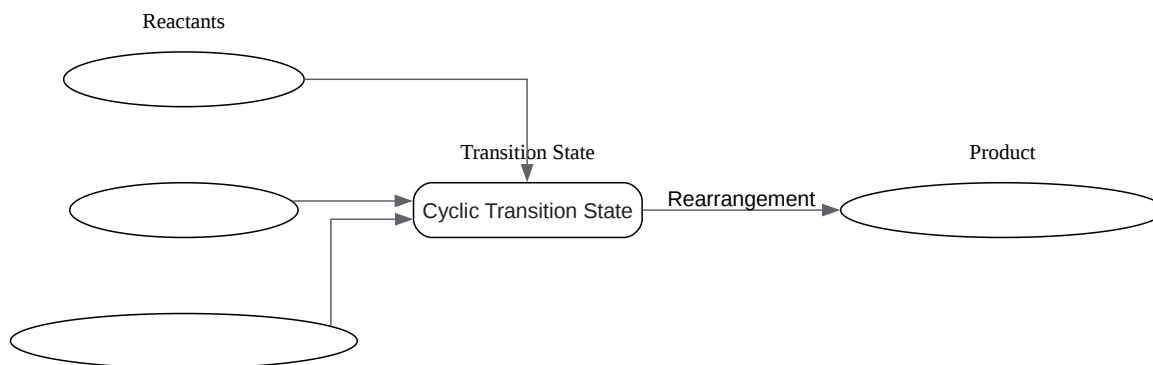 Reactants
Transition State
Product
Cyclic Transition State
Rearrangement